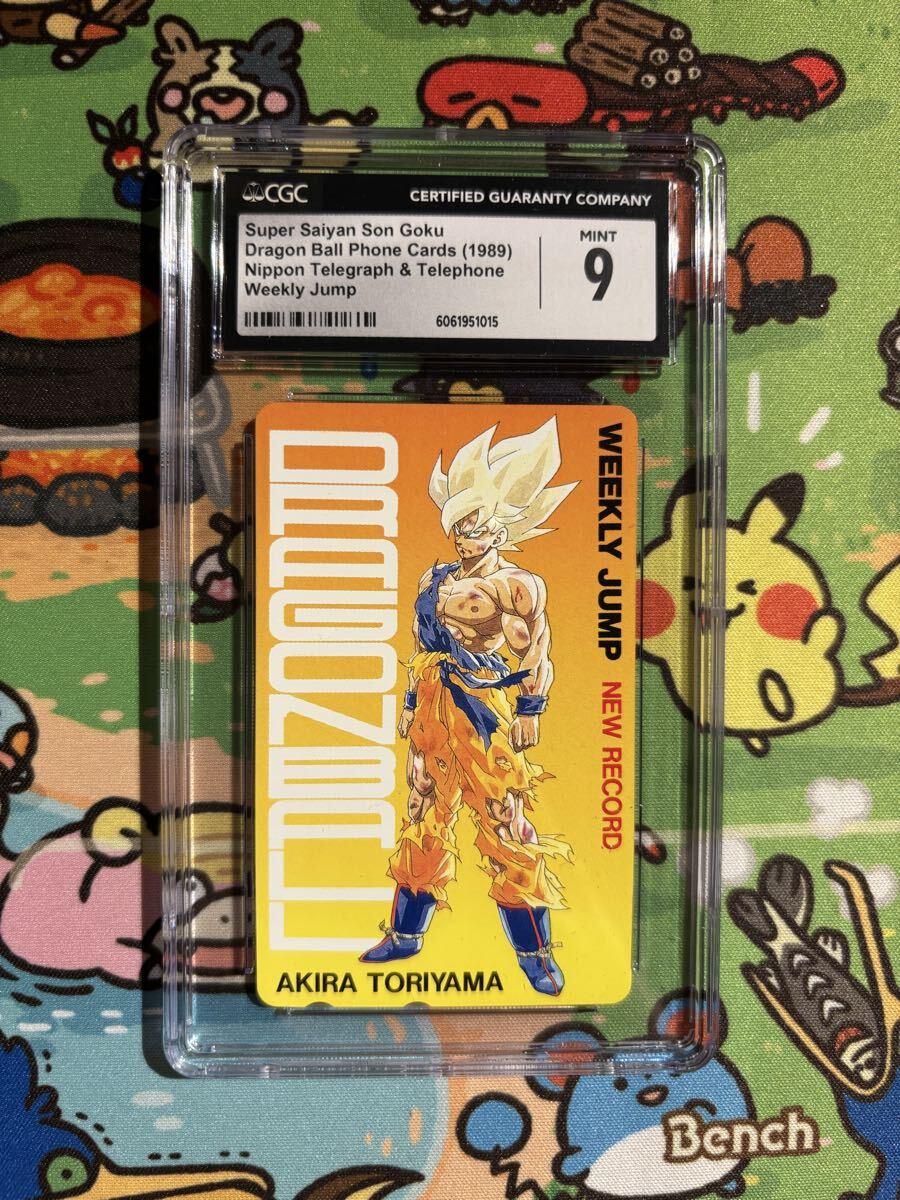 CGC
CERTIFIED GUARANTY COMPANY
Super Saiyan Son Goku
Dragon Ball Phone Cards (1989)
Nippon Telegraph & Telephone
Weekly Jump
6061951015
MINT
9
DRAGONBALL
WEEKLY JUMP NEW RECORD
AKIRA TORIYAMA
Bench